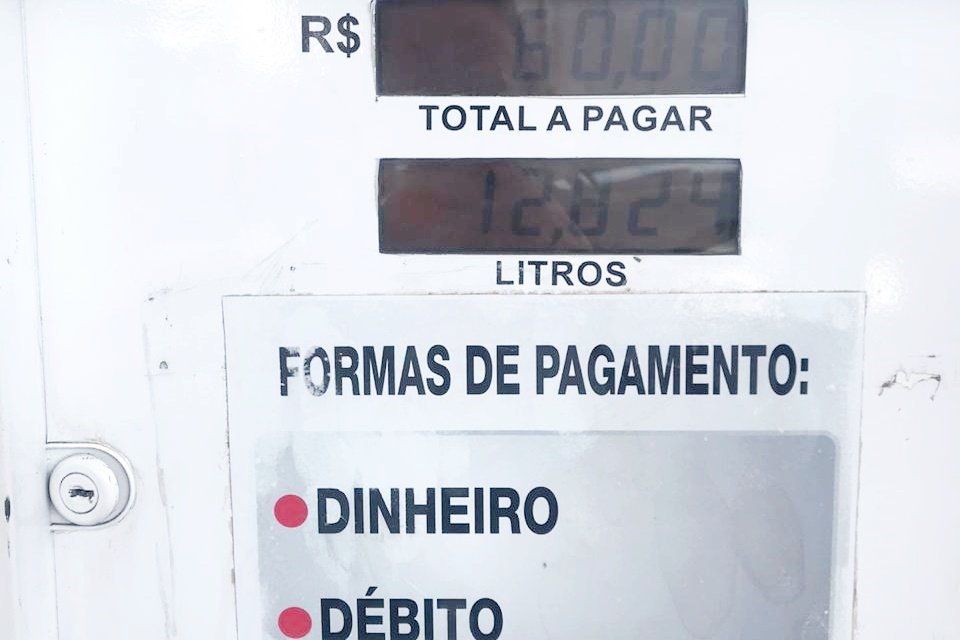 R$ 60,00
TOTAL A PAGAR
12,824
LITROS
FORMAS DE PAGAMENTO:
DINHEIRO
DÉBITO